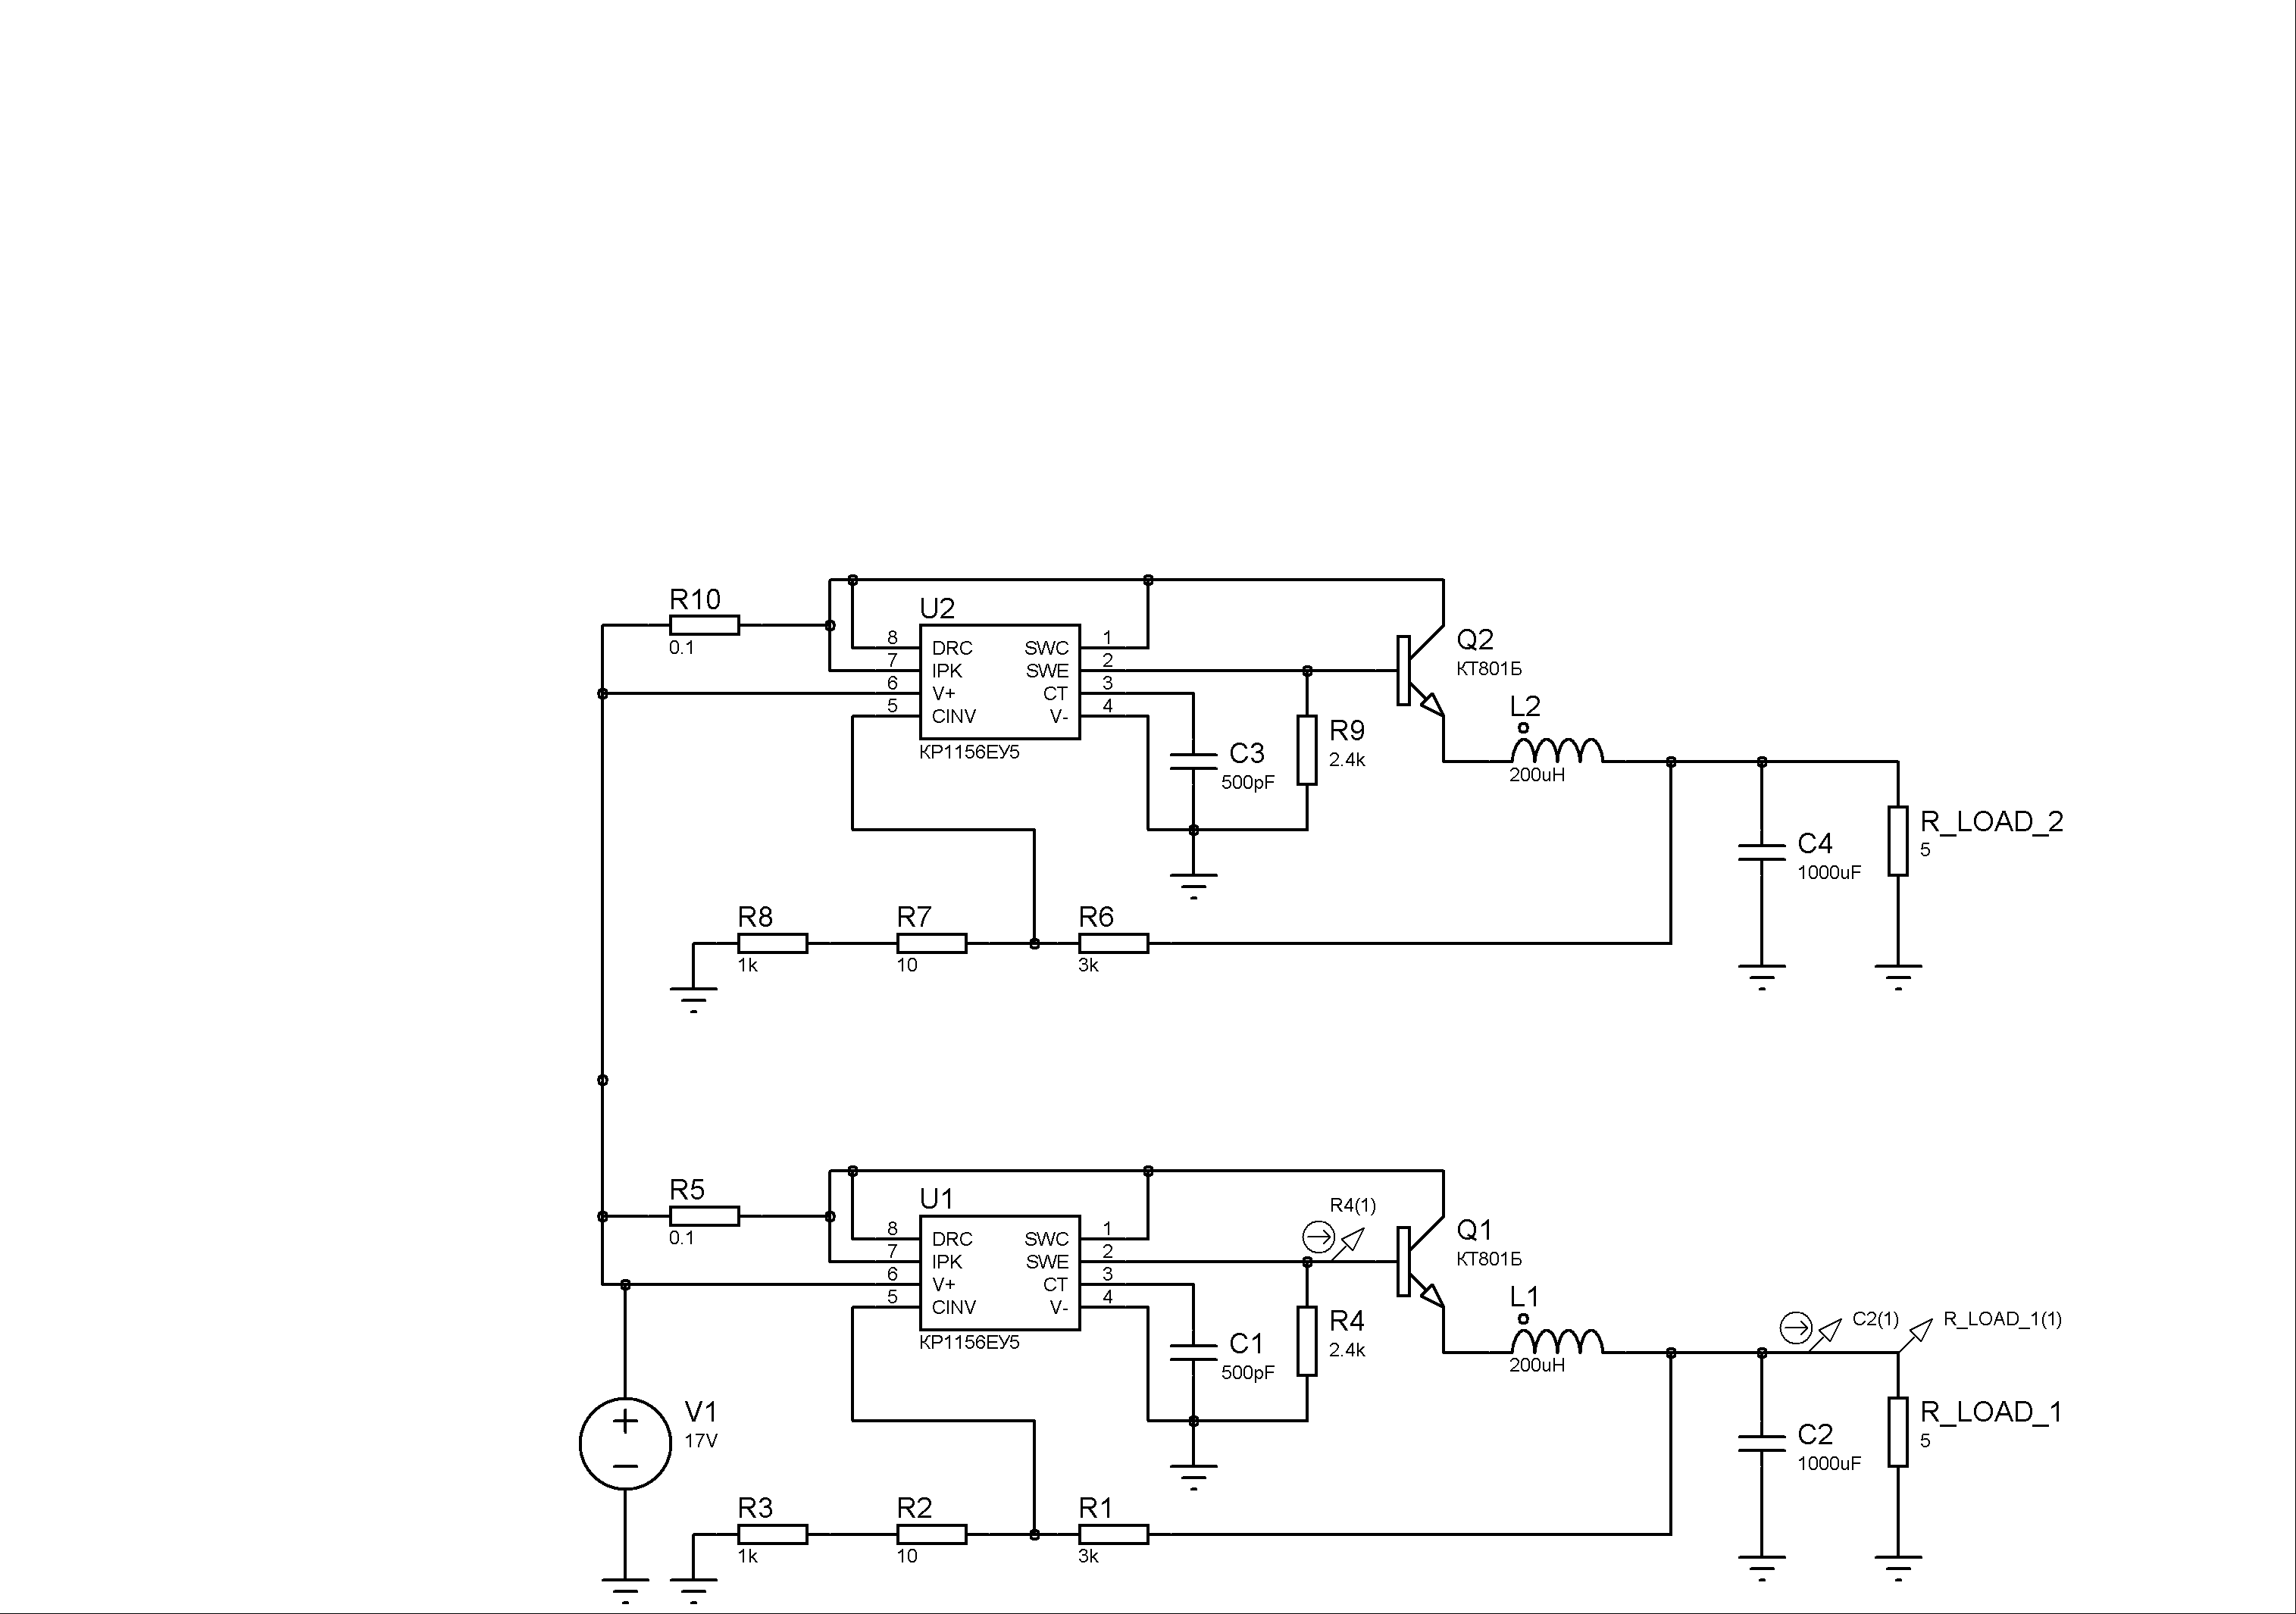 R10
0.1
U2
8 DRC SWC 1
7 IPK SWE 2
6 V+ CT 3
5 CINV V- 4
КР1156ЕУ5
Q2
КТ801Б
L2
200uH
C3
500pF
R9
2.4k
C4
1000uF
R_LOAD_2
5
R8
1k
R7
10
R6
3k
R5
0.1
U1
8 DRC SWC 1
7 IPK SWE 2
6 V+ CT 3
5 CINV V- 4
КР1156ЕУ5
R4(1)
Q1
КТ801Б
L1
200uH
C1
500pF
R4
2.4k
C2(1)
R_LOAD_1(1)
V1
17V
C2
1000uF
R_LOAD_1
5
R3
1k
R2
10
R1
3k